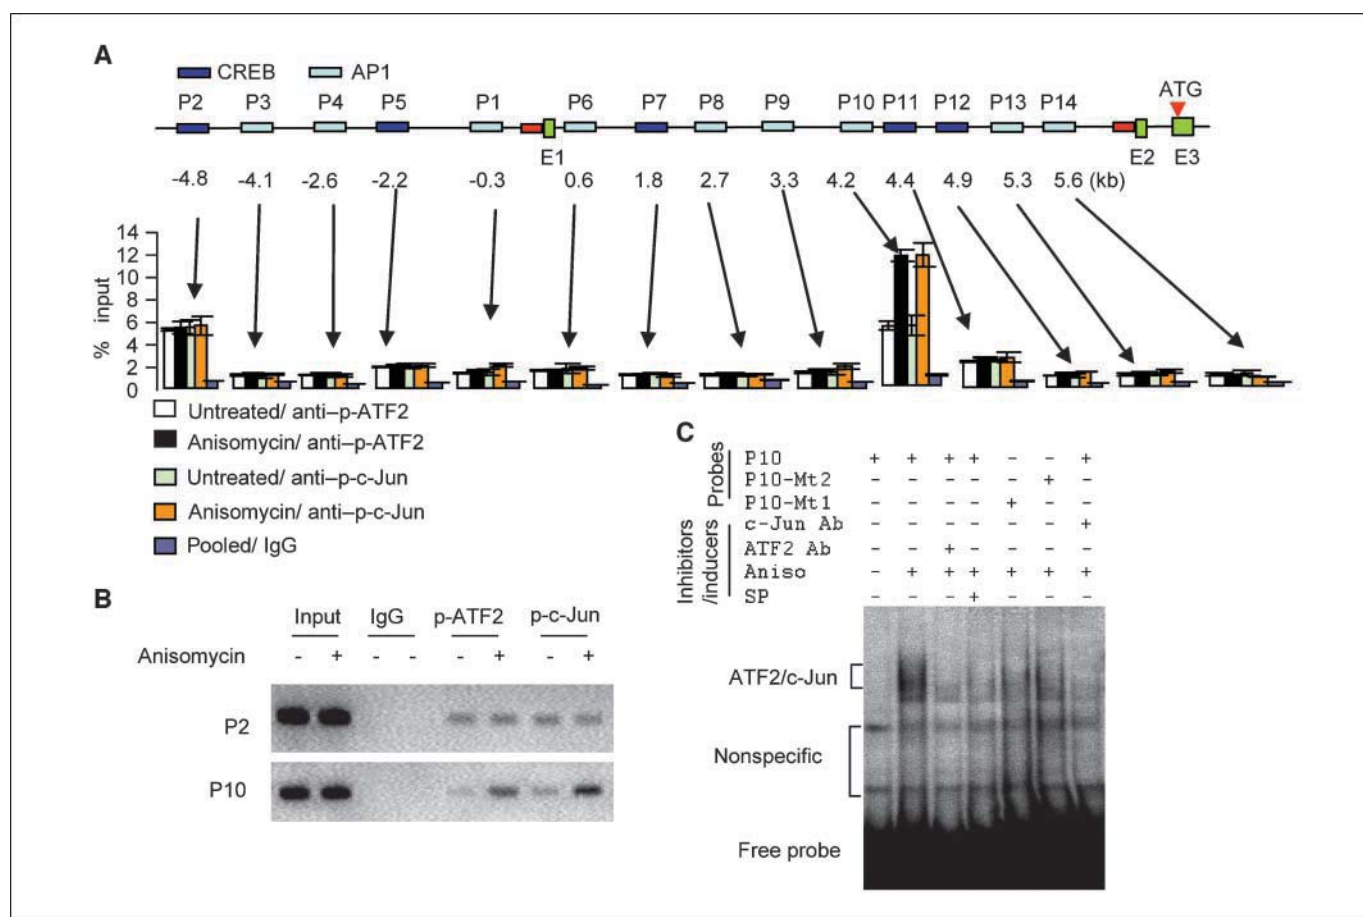 A
CREB AP1
P2 P3 P4 P5 P1 P6 P7 P8 P9 P10 P11 P12 P13 P14 ATG
E1 E2 E3
-4.8 -4.1 -2.6 -2.2 -0.3 0.6 1.8 2.7 3.3 4.2 4.4 4.9 5.3 5.6 (kb)
% input
14
12
10
8
6
4
2
0
Untreated/ anti–p-ATF2
Anisomycin/ anti–p-ATF2
Untreated/ anti–p-c-Jun
Anisomycin/ anti–p-c-Jun
Pooled/ IgG
B
Input IgG p-ATF2 p-c-Jun
Anisomycin - + - - - + - +
P2
P10
C
Probes
P10 + + + + − − +
P10-Mt2 − − − − − + −
P10-Mt1 − − − − + − −
Inhibitors /inducers
c-Jun Ab − − − − − − +
ATF2 Ab − − + − − − −
Aniso − + + + + + +
SP − − − + − − −
ATF2/c-Jun
Nonspecific
Free probe